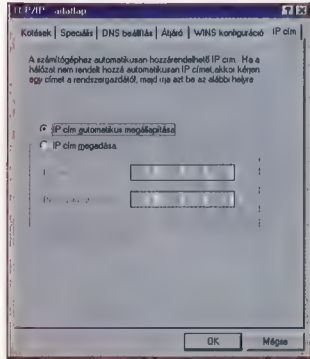 TCP/IP - adatlap
Kötések
Speciális
DNS beállítás
Átjáró
WINS konfiguráció
IP cím
A számítógéphez automatikusan hozzárendelhető IP cím. Ha a
hálózat nem rendelt hozzá automatikusan IP címet, akkor kérjen
egy címet a rendszergazdától, majd írja azt be az alábbi helyre
IP cím automatikus megállapítása
IP cím megadása.
OK
Mégse